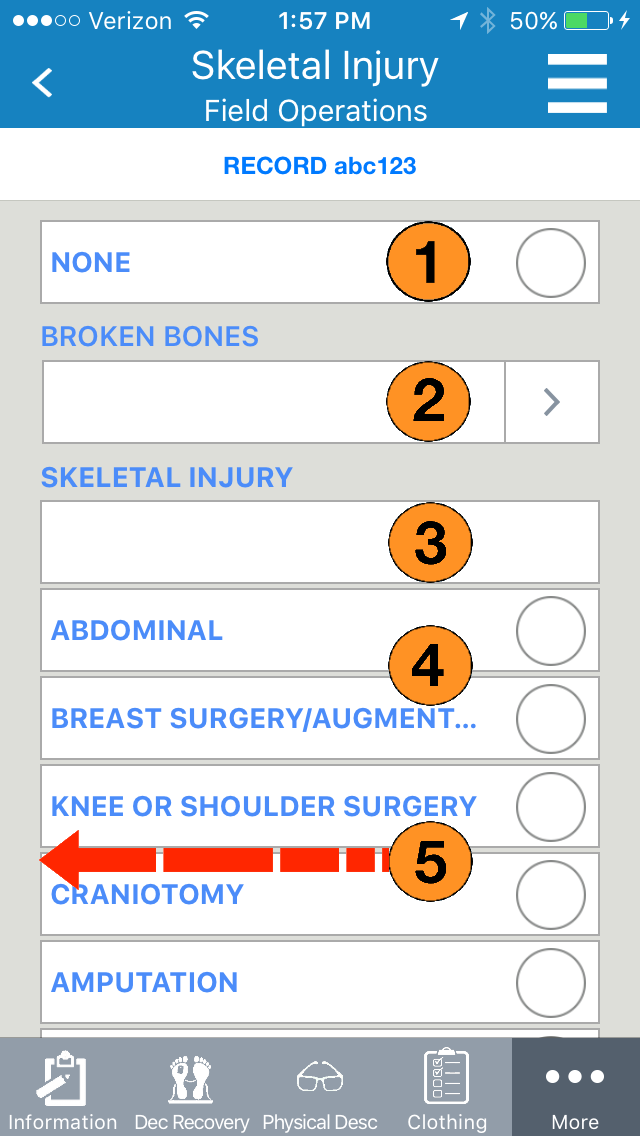 Verizon 1:57 PM 50%
Skeletal Injury
Field Operations
RECORD abc123
NONE 1
BROKEN BONES
2
SKELETAL INJURY
3
ABDOMINAL
4
BREAST SURGERY/AUGMENT...
KNEE OR SHOULDER SURGERY
5
CRANIOTOMY
AMPUTATION
Information Dec Recovery Physical Desc Clothing More